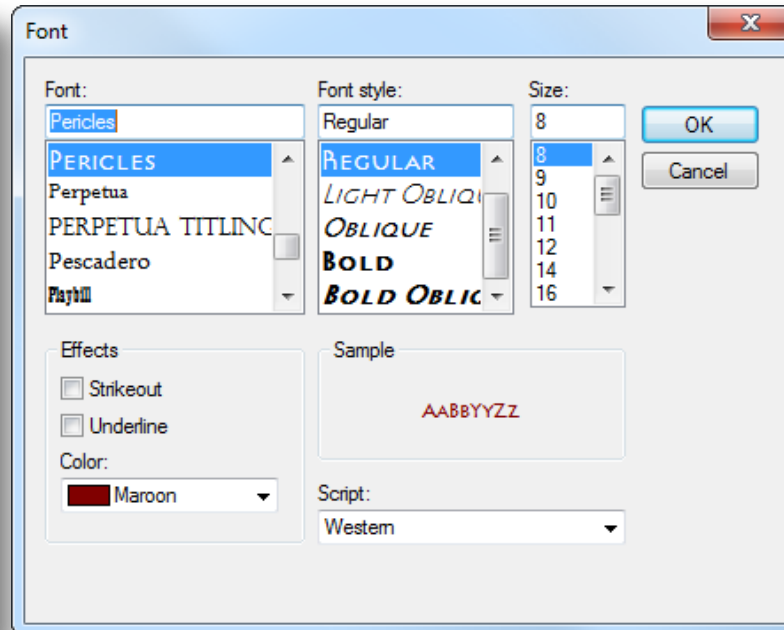 Font
Font:
Pericles
PERICLES
Perpetua
PERPETUA TITLING
Pescadero
Playbill
Font style:
Regular
REGULAR
LIGHT OBLIQU
OBLIQUE
BOLD
BOLD OBLIC
Size:
8
8
9
10
11
12
14
16
OK
Cancel
Effects
Strikeout
Underline
Color:
Maroon
Sample
AABBYYZZ
Script:
Western